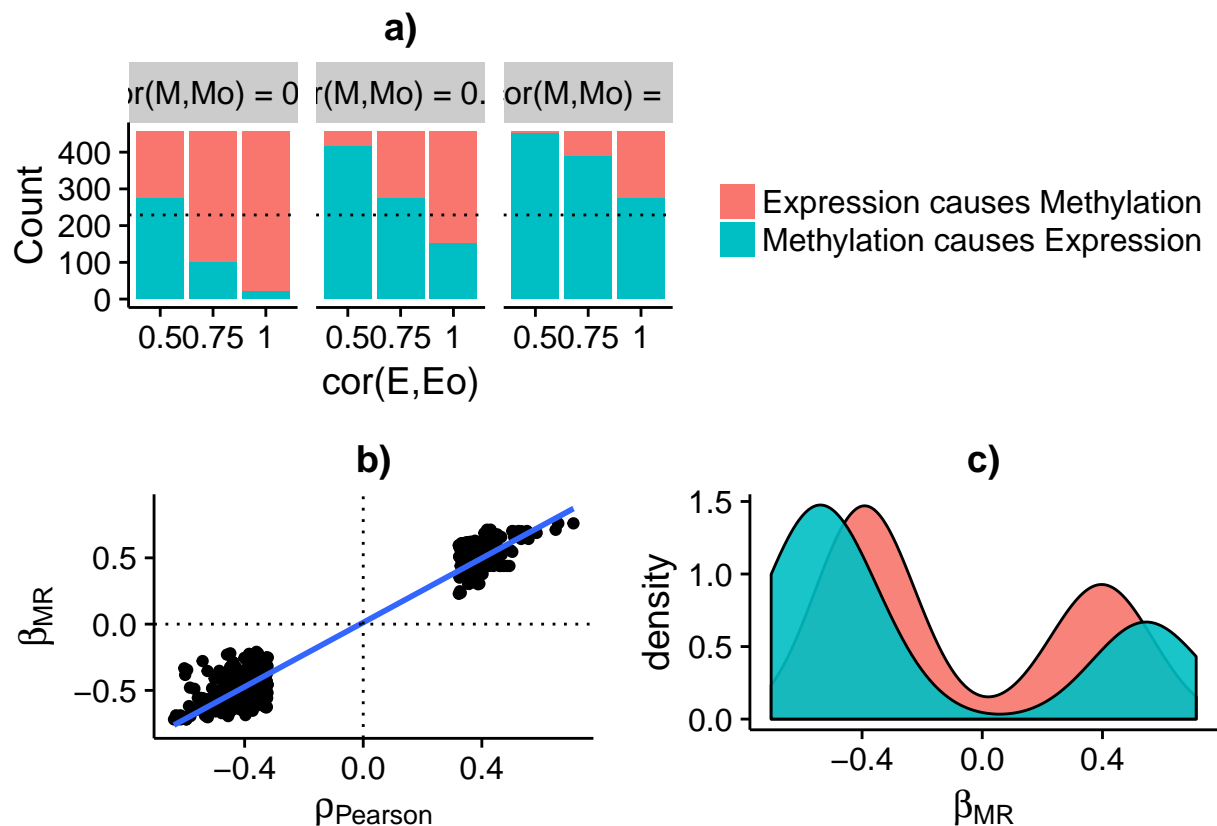 a)
or(M,Mo) = 0
r(M,Mo) = 0.
cor(M,Mo) =
Count
400
300
200
100
0
0.50.75 1
0.50.75 1
0.50.75 1
cor(E,Eo)
Expression causes Methylation
Methylation causes Expression
b)
βMR
0.5
0.0
−0.5
−0.4 0.0 0.4
ρPearson
c)
density
1.5
1.0
0.5
0.0
−0.4 0.0 0.4
βMR